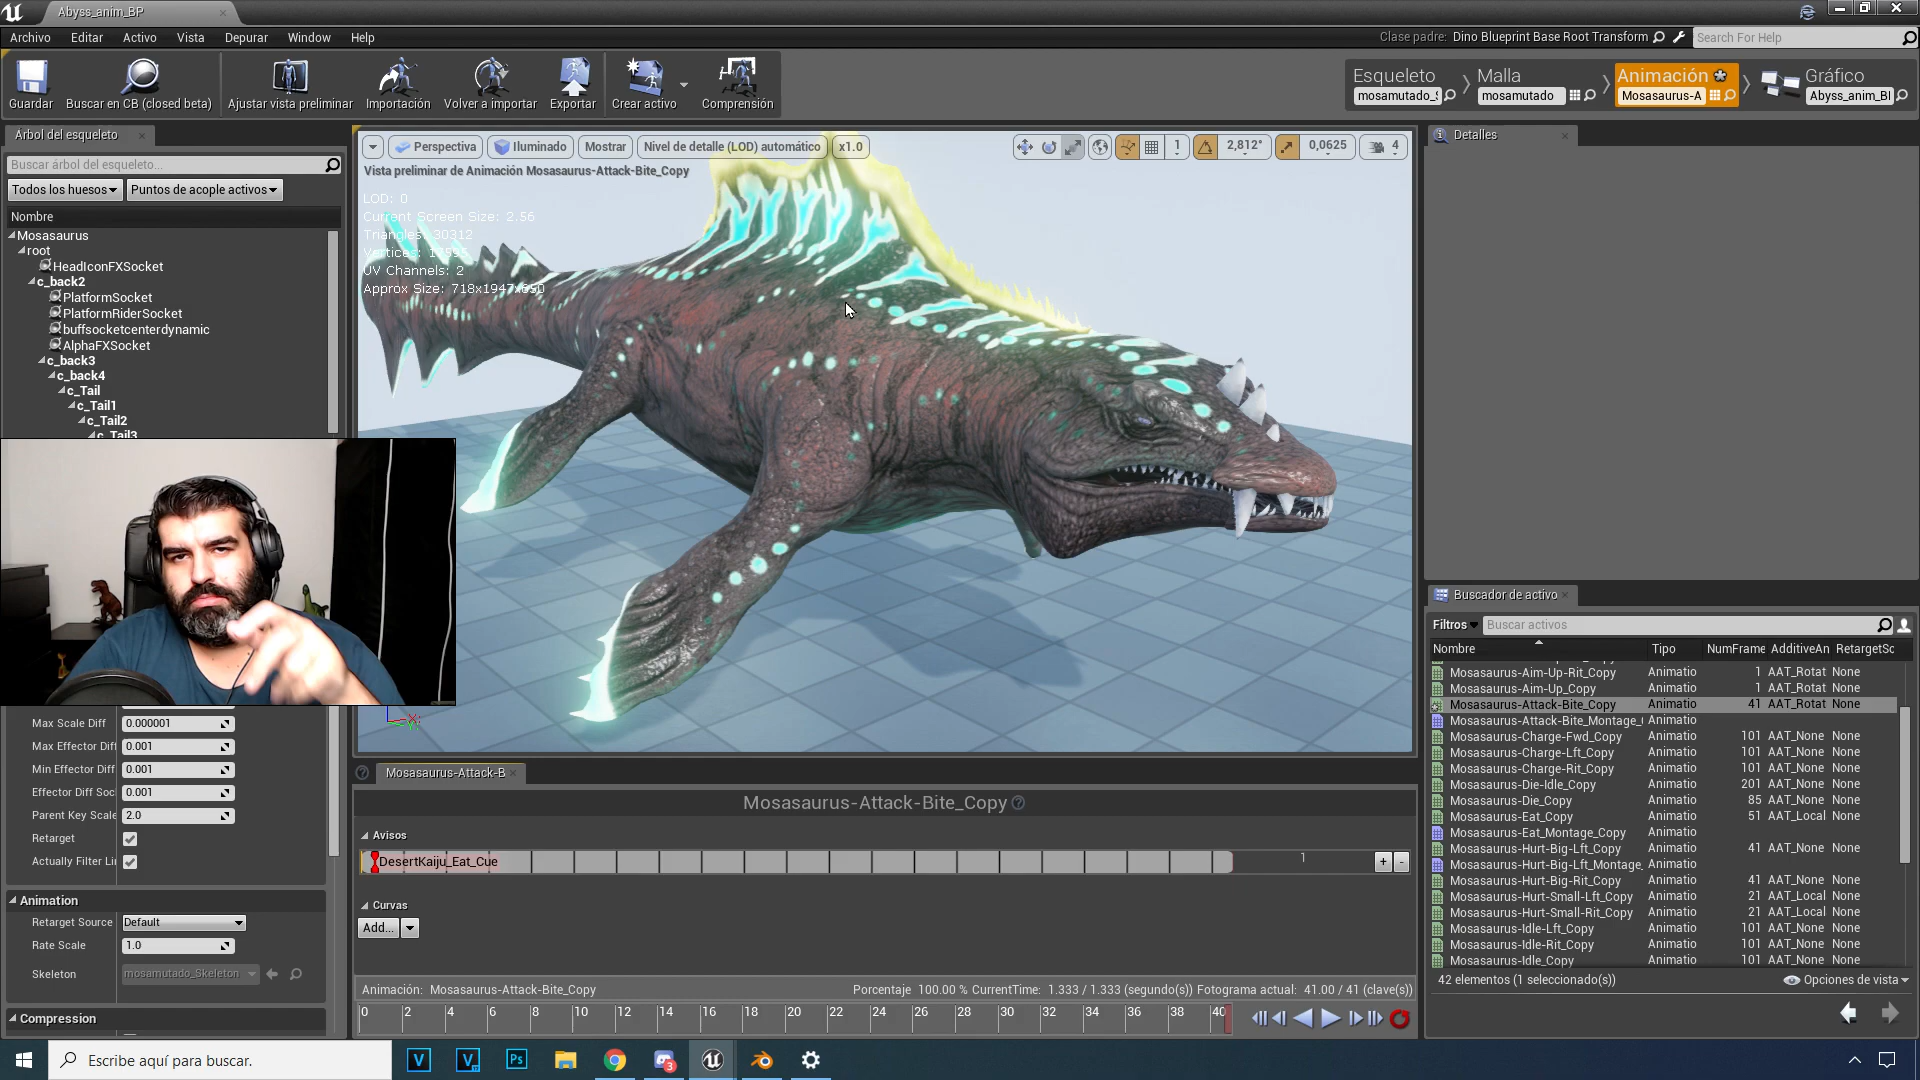 Abyss_anim_BP
Archivo
Editar
Activo
Vista
Depurar
Window
Help
Clase padre:
Dino Blueprint Base Root Transform
Search For Help
Guardar
Buscar en CB (closed beta)
Ajustar vista preliminar
Importación
Volver a importar
Exportar
Crear activo
Comprensión
Esqueleto
mosamutado_S
Malla
mosamutado
Animación
Mosasaurus-A
Gráfico
Abyss_anim_BI
Árbol del esqueleto
Buscar árbol del esqueleto...
Todos los huesos
Puntos de acople activos
Nombre
Mosasaurus
root
HeadIconFXSocket
c_back2
PlatformSocket
PlatformRiderSocket
buffsocketcenterdynamic
AlphaFXSocket
c_back3
c_back4
c_Tail
c_Tail1
c_Tail2
c_Tail3
Perspectiva
Iluminado
Mostrar
Nivel de detalle (LOD) automático
x1.0
1
2,812°
0,0625
4
Vista preliminar de Animación Mosasaurus-Attack-Bite_Copy
LOD: 0
Current Screen Size: 2.56
Triangles: 30312
UV Channels: 2
Approx Size: 718x1947x650
Detalles
Max Scale Diff
0.000001
Max Effector Dif
0.001
Min Effector Diff
0.001
Effector Diff Soc
0.001
Parent Key Scale
2.0
Retarget
Actually Filter Li
Animation
Retarget Source
Default
Rate Scale
1.0
Skeleton
mosamutado_Skeleton
Compression
Mosasaurus-Attack-B
Mosasaurus-Attack-Bite_Copy
Avisos
DesertKaiju_Eat_Cue
1
+
-
Curvas
Add...
Animación: Mosasaurus-Attack-Bite_Copy
Porcentaje 100.00 % CurrentTime: 1.333 / 1.333 (segundo(s)) Fotograma actual: 41.00 / 41 (clave(s))
0 2 4 6 8 10 12 14 16 18 20 22 24 26 28 30 32 34 36 38 40
Buscador de activo
Filtros
Buscar activos
Nombre Tipo NumFrame AdditiveAn RetargetSc
Mosasaurus-Aim-Up-Rit_Copy Animatio 1 AAT_Rotat None
Mosasaurus-Aim-Up_Copy Animatio 1 AAT_Rotat None
Mosasaurus-Attack-Bite_Copy Animatio 41 AAT_Rotat None
Mosasaurus-Attack-Bite_Montage_ Animatio
Mosasaurus-Charge-Fwd_Copy Animatio 101 AAT_None None
Mosasaurus-Charge-Lft_Copy Animatio 101 AAT_None None
Mosasaurus-Charge-Rit_Copy Animatio 101 AAT_None None
Mosasaurus-Die-Idle_Copy Animatio 201 AAT_None None
Mosasaurus-Die_Copy Animatio 85 AAT_None None
Mosasaurus-Eat_Copy Animatio 51 AAT_Local None
Mosasaurus-Eat_Montage_Copy Animatio
Mosasaurus-Hurt-Big-Lft_Copy Animatio 41 AAT_None None
Mosasaurus-Hurt-Big-Lft_Montage_ Animatio
Mosasaurus-Hurt-Big-Rit_Copy Animatio 41 AAT_None None
Mosasaurus-Hurt-Small-Lft_Copy Animatio 21 AAT_Local None
Mosasaurus-Hurt-Small-Rit_Copy Animatio 21 AAT_Local None
Mosasaurus-Idle-Lft_Copy Animatio 101 AAT_None None
Mosasaurus-Idle-Rit_Copy Animatio 101 AAT_None None
Mosasaurus-Idle_Copy Animatio 101 AAT_None None
42 elementos (1 seleccionado(s))
Opciones de vista
Escribe aquí para buscar.
V
V
Ps
3